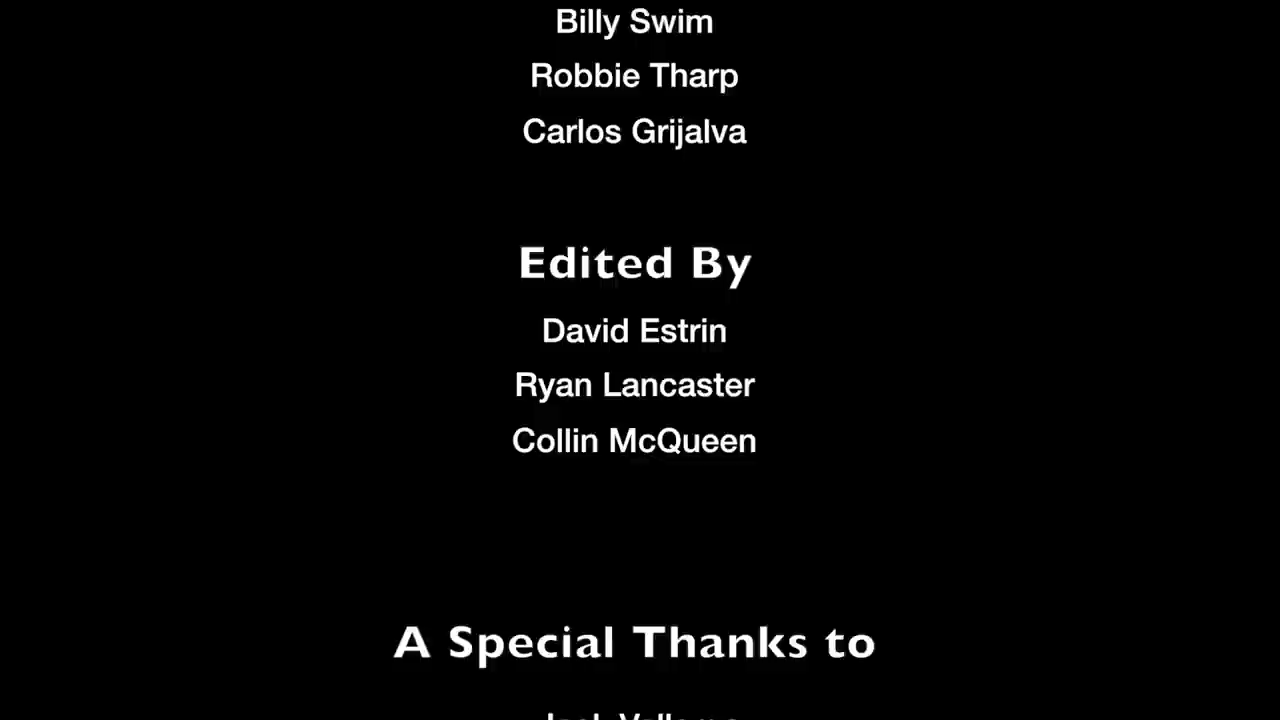 Billy Swim
Robbie Tharp
Carlos Grijalva
Edited By
David Estrin
Ryan Lancaster
Collin McQueen
A Special Thanks to